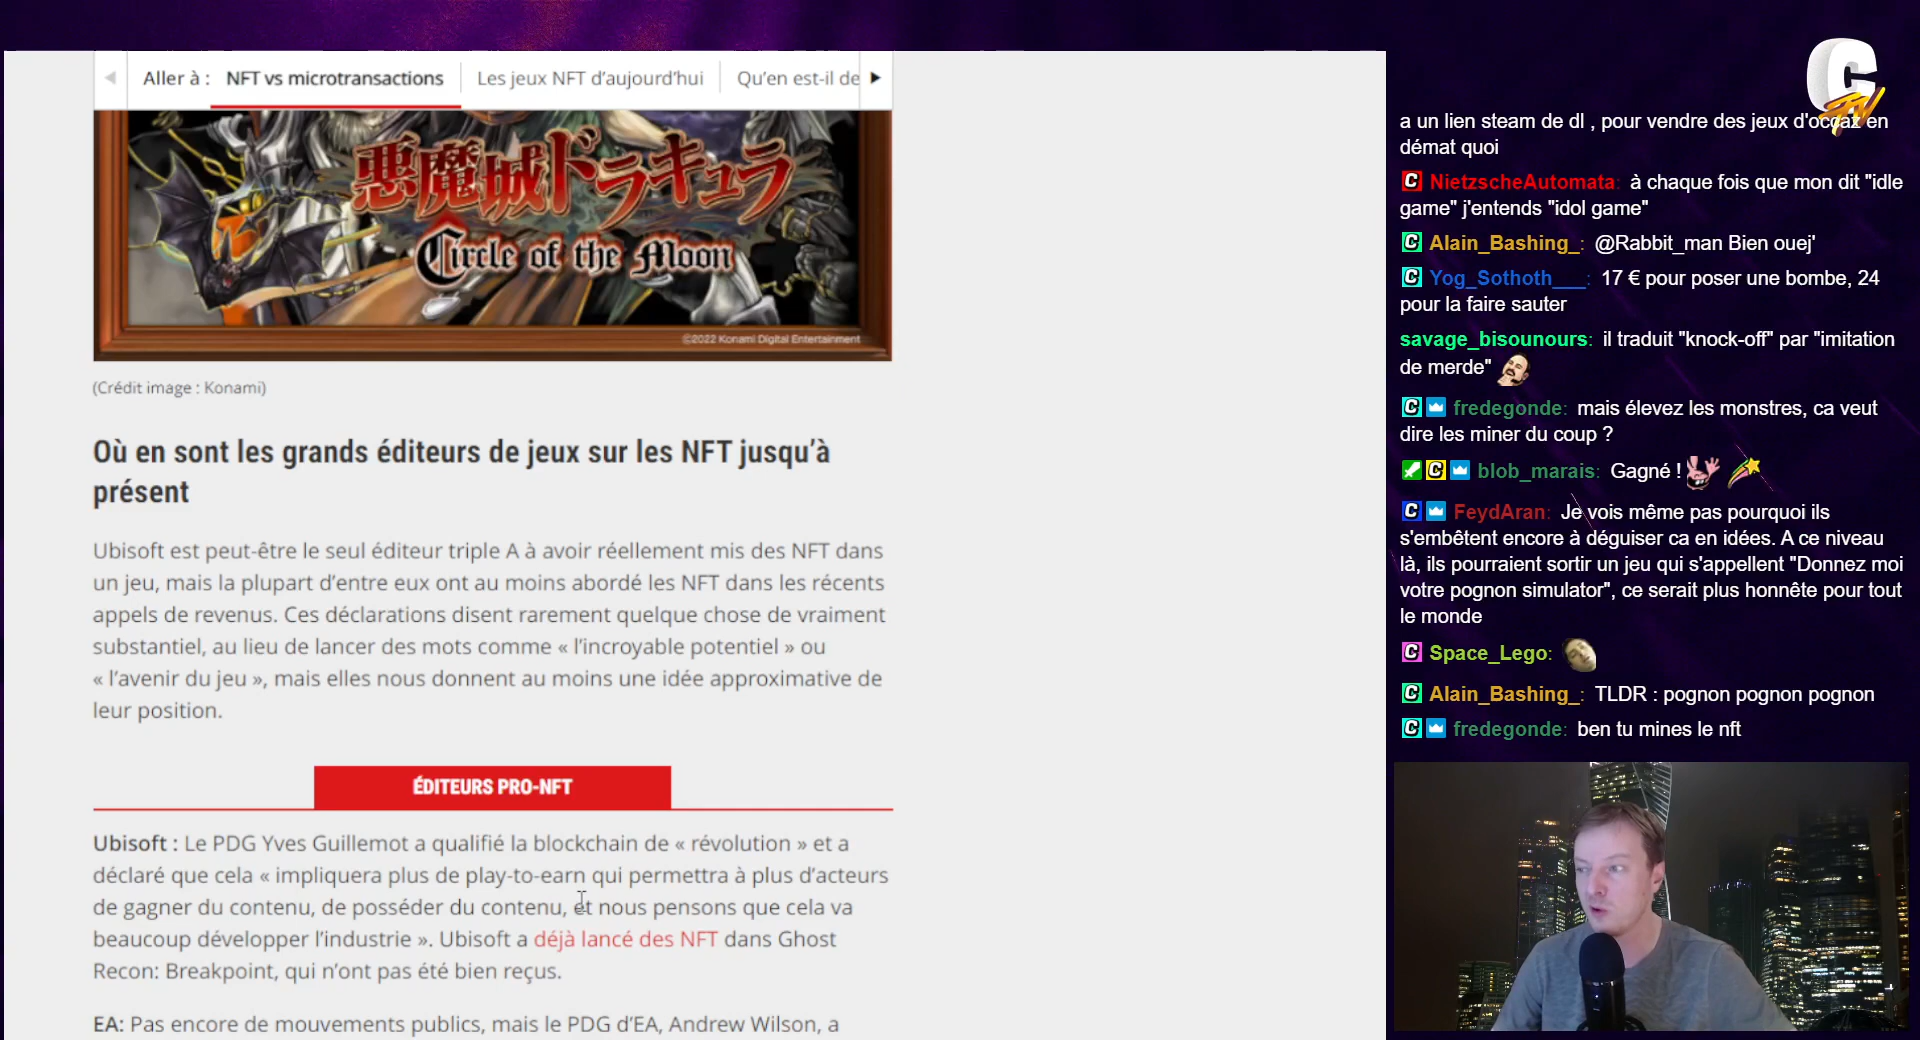 Aller à :
NFT vs microtransactions
Les jeux NFT d’aujourd’hui
Qu’en est-il de
悪魔城ドラキュラ
Circle of the Moon
©2022 Konami Digital Entertainment
(Crédit image : Konami)
Où en sont les grands éditeurs de jeux sur les NFT jusqu’à
présent
Ubisoft est peut-être le seul éditeur triple A à avoir réellement mis des NFT dans
un jeu, mais la plupart d’entre eux ont au moins abordé les NFT dans les récents
appels de revenus. Ces déclarations disent rarement quelque chose de vraiment
substantiel, au lieu de lancer des mots comme « l’incroyable potentiel » ou
« l’avenir du jeu », mais elles nous donnent au moins une idée approximative de
leur position.
ÉDITEURS PRO-NFT
Ubisoft : Le PDG Yves Guillemot a qualifié la blockchain de « révolution » et a
déclaré que cela « impliquera plus de play-to-earn qui permettra à plus d’acteurs
de gagner du contenu, de posséder du contenu, et nous pensons que cela va
beaucoup développer l’industrie ». Ubisoft a déjà lancé des NFT dans Ghost
Recon: Breakpoint, qui n’ont pas été bien reçus.
EA: Pas encore de mouvements publics, mais le PDG d’EA, Andrew Wilson, a
C TV
a un lien steam de dl , pour vendre des jeux d'occaz en
démat quoi
C NietzscheAutomata: à chaque fois que mon dit "idle
game" j'entends "idol game"
C Alain_Bashing_: @Rabbit_man Bien ouej'
C Yog_Sothoth___: 17 € pour poser une bombe, 24
pour la faire sauter
savage_bisounours: il traduit "knock-off" par "imitation
de merde"
C fredegonde: mais élevez les monstres, ca veut
dire les miner du coup ?
C blob_marais: Gagné !
C FeydAran: Je vois même pas pourquoi ils
s'embêtent encore à déguiser ca en idées. A ce niveau
là, ils pourraient sortir un jeu qui s'appellent "Donnez moi
votre pognon simulator", ce serait plus honnête pour tout
le monde
C Space_Lego:
C Alain_Bashing_: TLDR : pognon pognon pognon
C fredegonde: ben tu mines le nft